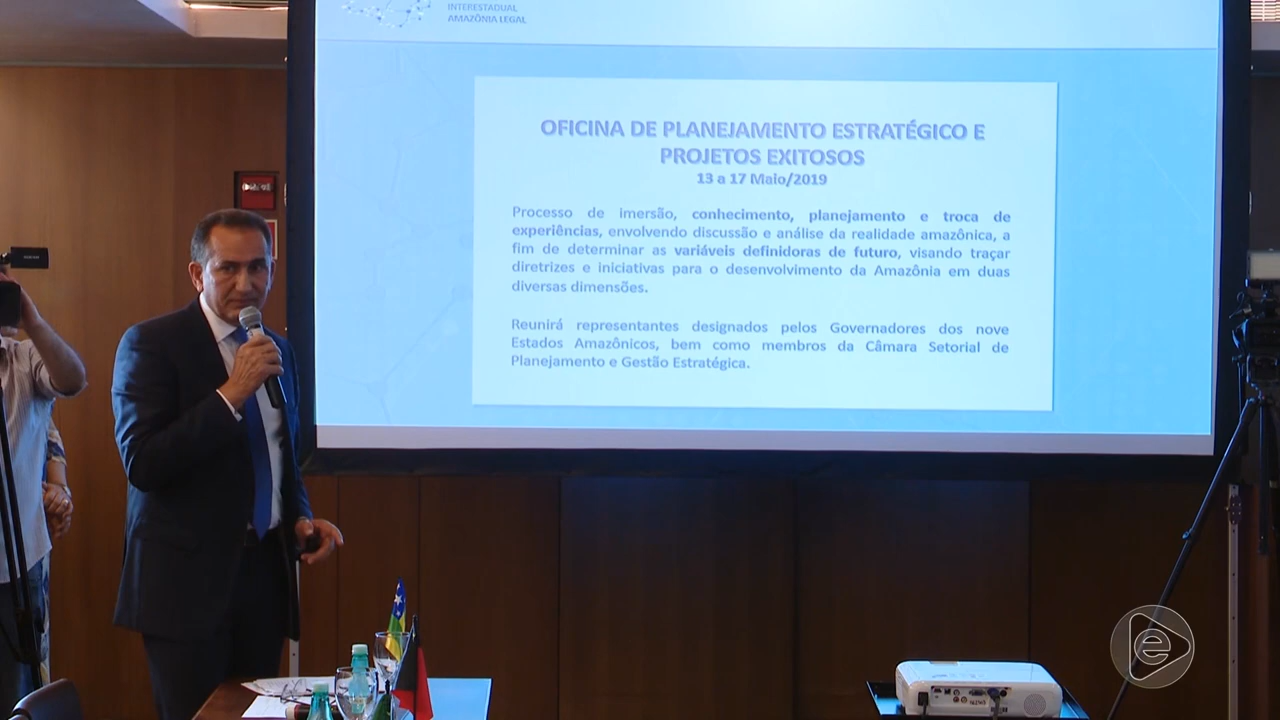 INTERESTADUAL
AMAZÔNIA LEGAL
OFICINA DE PLANEJAMENTO ESTRATÉGICO E
PROJETOS EXITOSOS
13 a 17 Maio/2019
Processo de imersão, conhecimento, planejamento e troca de
experiências, envolvendo discussão e análise da realidade amazônica, a
fim de determinar as variáveis definidoras de futuro, visando traçar
diretrizes e iniciativas para o desenvolvimento da Amazônia em duas
diversas dimensões.
Reunirá representantes designados pelos Governadores dos nove
Estados Amazônicos, bem como membros da Câmara Setorial de
Planejamento e Gestão Estratégica.
e